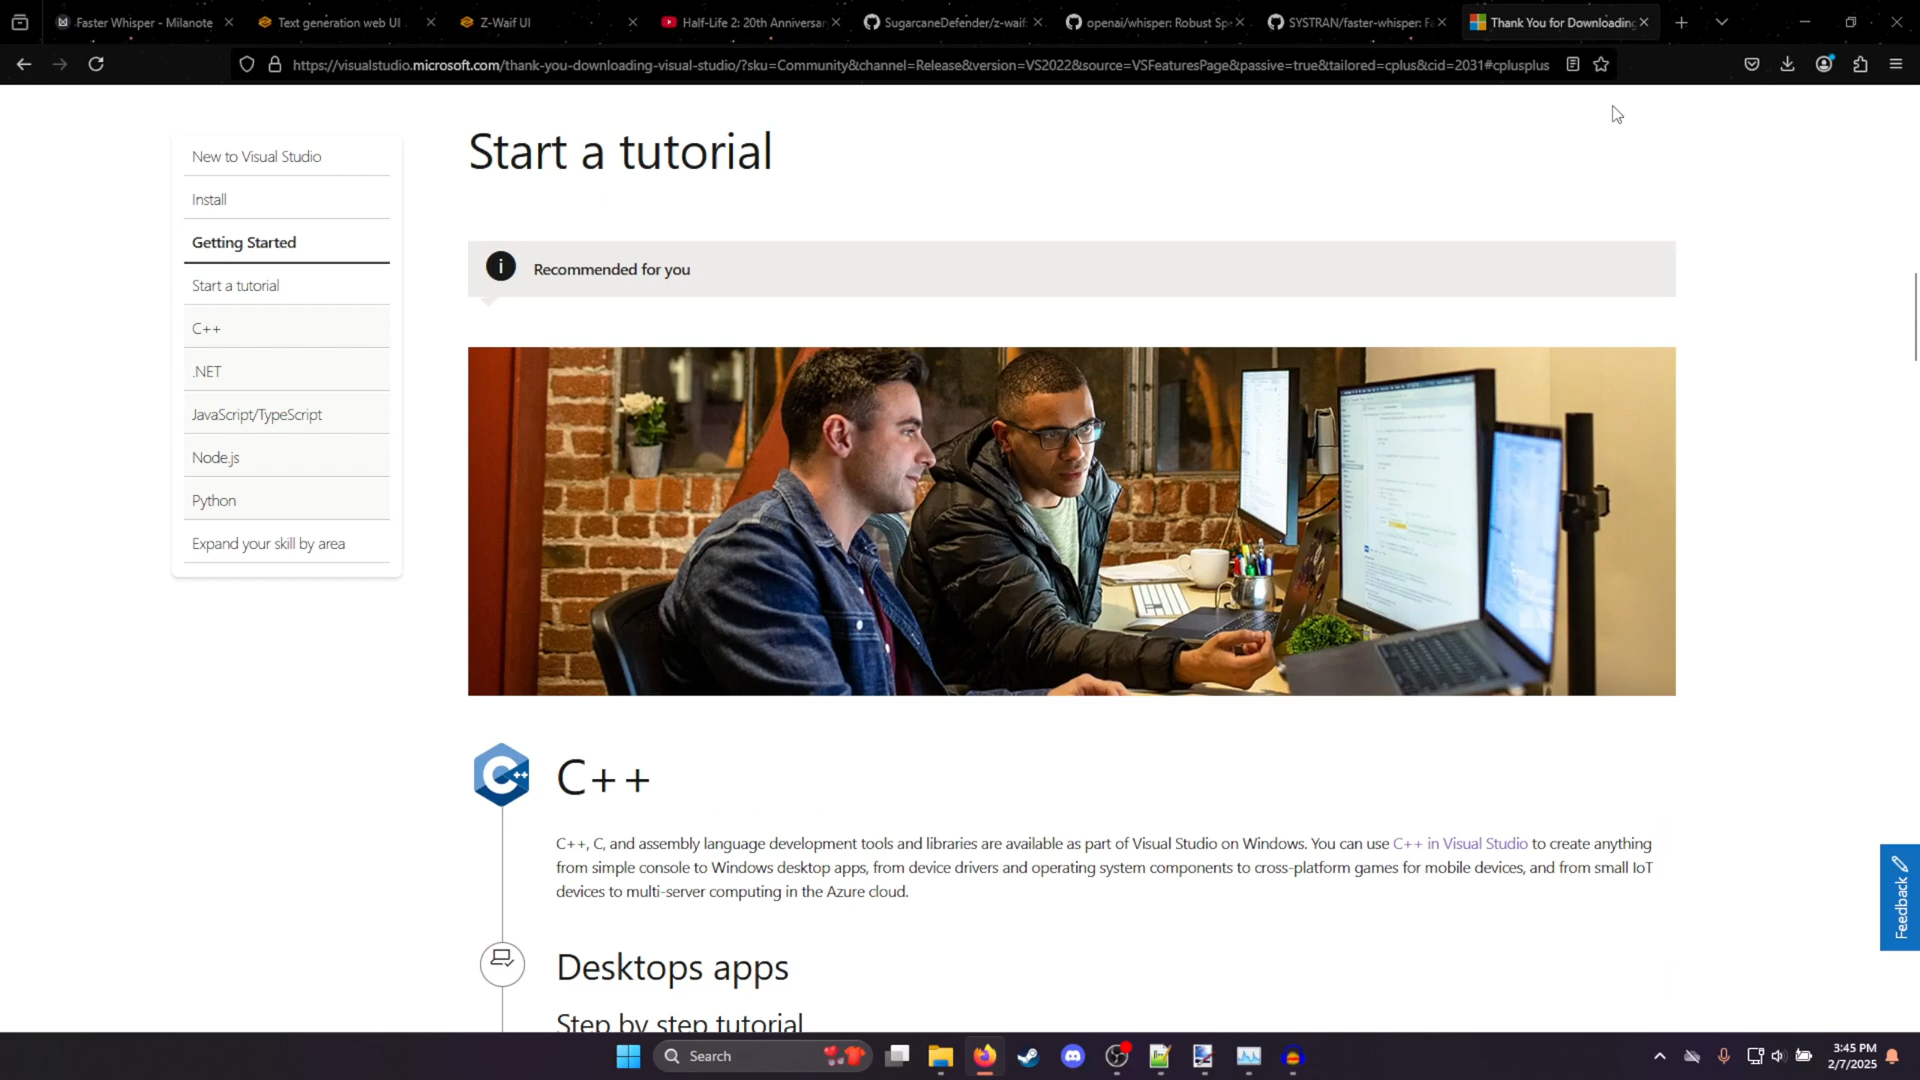 Faster Whisper - Milanote
Text generation web UI
Z-Waif UI
Half-Life 2: 20th Anniversar
SugarcaneDefender/z-waif:
openai/whisper: Robust Sp
SYSTRAN/faster-whisper: Fa
Thank You for Downloading
https://visualstudio.microsoft.com/thank-you-downloading-visual-studio/?sku=Community&channel=Release&version=VS2022&source=VSFeaturesPage&passive=true&tailored=cplus&cid=2031#cplusplus
New to Visual Studio
Install
Getting Started
Start a tutorial
C++
.NET
JavaScript/TypeScript
Node.js
Python
Expand your skill by area
Start a tutorial
i
Recommended for you
C++
C++
C++, C, and assembly language development tools and libraries are available as part of Visual Studio on Windows. You can use C++ in Visual Studio to create anything
from simple console to Windows desktop apps, from device drivers and operating system components to cross-platform games for mobile devices, and from small IoT
devices to multi-server computing in the Azure cloud.
Desktops apps
Step by step tutorial
Feedback
Search
3:45 PM
2/7/2025